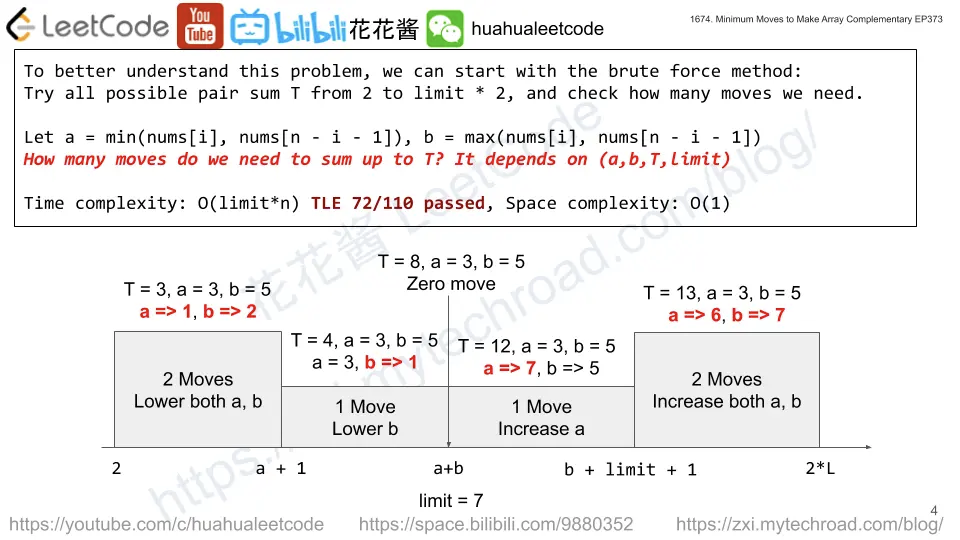 LeetCode You Tube bilibili 花花酱 huahualeetcode
1674. Minimum Moves to Make Array Complementary EP373
To better understand this problem, we can start with the brute force method:
Try all possible pair sum T from 2 to limit * 2, and check how many moves we need.
Let a = min(nums[i], nums[n - i - 1]), b = max(nums[i], nums[n - i - 1])
How many moves do we need to sum up to T? It depends on (a,b,T,limit)
Time complexity: O(limit*n) TLE 72/110 passed, Space complexity: O(1)
花花酱 LeetCode
https://zxi.mytechroad.com/blog/
T = 8, a = 3, b = 5
Zero move
T = 3, a = 3, b = 5
a => 1, b => 2
T = 13, a = 3, b = 5
a => 6, b => 7
T = 4, a = 3, b = 5
a = 3, b => 1
T = 12, a = 3, b = 5
a => 7, b => 5
2 Moves
Lower both a, b
1 Move
Lower b
1 Move
Increase a
2 Moves
Increase both a, b
2 a + 1 a+b b + limit + 1 2*L
limit = 7
4
https://youtube.com/c/huahualeetcode https://space.bilibili.com/9880352 https://zxi.mytechroad.com/blog/